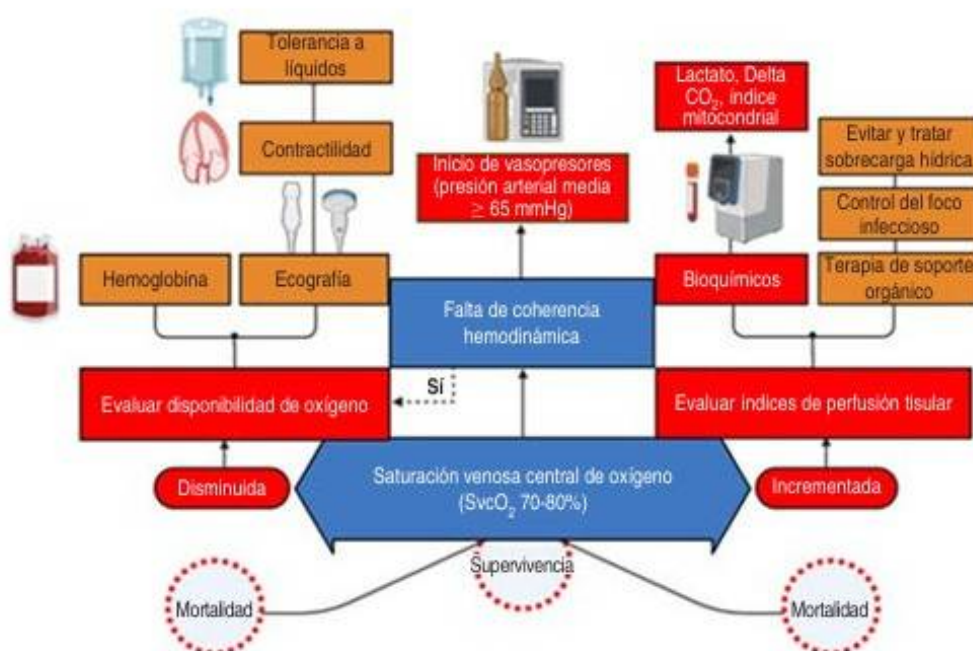 Tolerancia a
líquidos
Contractilidad
Hemoglobina
Ecografía
Inicio de vasopresores
(presión arterial media
≥ 65 mmHg)
Lactato, Delta
CO₂, índice
mitocondrial
Evitar y tratar
sobrecarga hídrica
Control del foco
infeccioso
Bioquímicos
Terapia de soporte
orgánico
Falta de coherencia
hemodinámica
Sí
Evaluar disponibilidad de oxígeno
Evaluar índices de perfusión tisular
Disminuida
Saturación venosa central de oxígeno
(SvcO₂ 70-80%)
Incrementada
Mortalidad
Supervivencia
Mortalidad